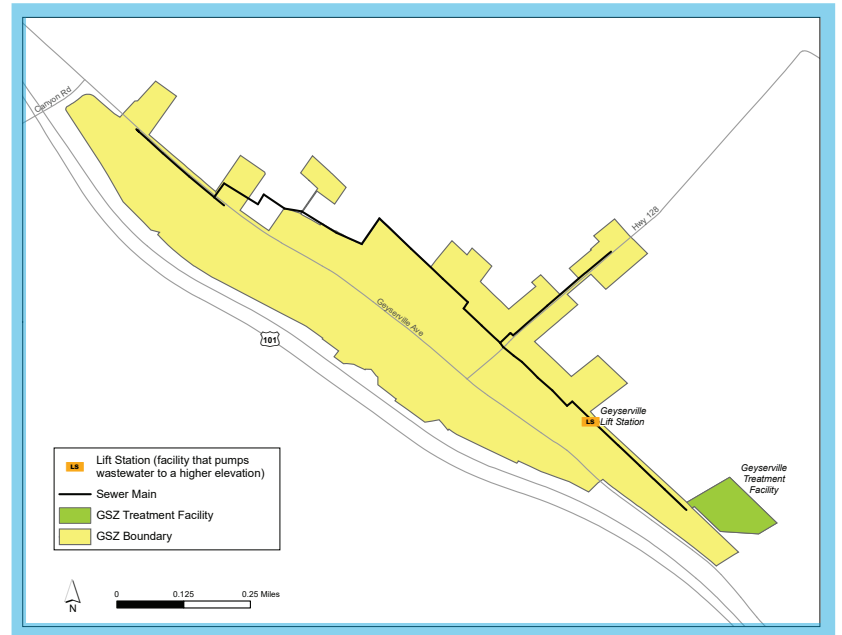 Canyon Rd
Hwy 128
Geyserville Ave
101
Geyserville
LS Lift Station
Geyserville
Treatment
Facility
LS Lift Station (facility that pumps
wastewater to a higher elevation)
Sewer Main
GSZ Treatment Facility
GSZ Boundary
N
0 0.125 0.25 Miles